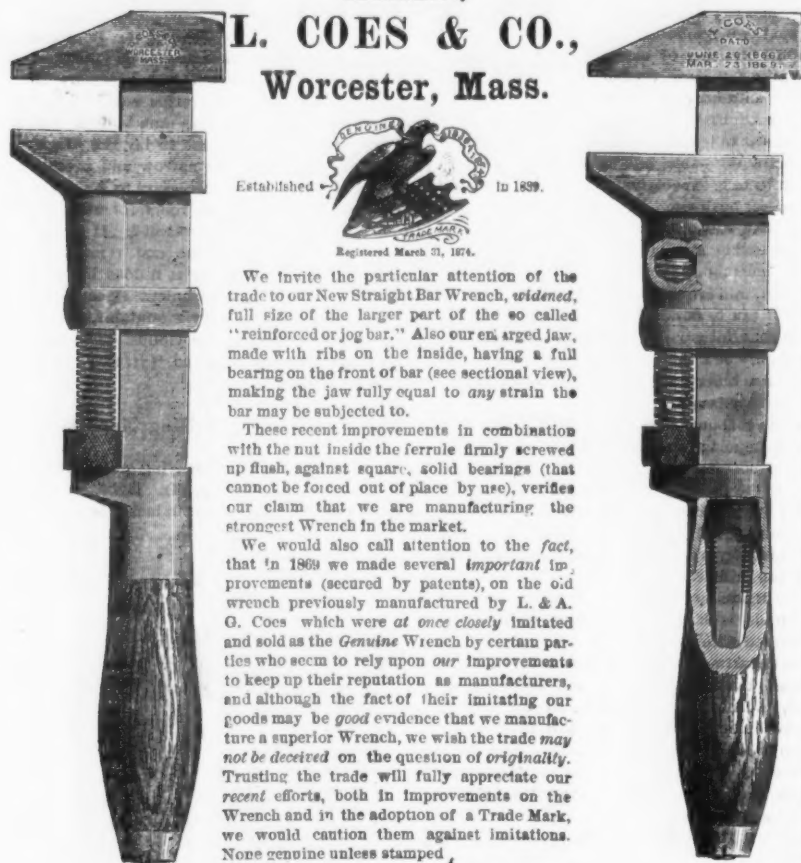 L. COES & CO.,
Worcester, Mass.
L. COES
WORCESTER
MASS.
L. COES
PAT'D
JUNE 26 1866
MAR. 23 1869.
GENUINE
Established in 1839.
TRADE MARK
Registered March 31, 1874.
We invite the particular attention of the
trade to our New Straight Bar Wrench, widened,
full size of the larger part of the so called
"reinforced or jog bar." Also our en arged jaw,
made with ribs on the inside, having a full
bearing on the front of bar (see sectional view),
making the jaw fully equal to any strain the
bar may be subjected to.
These recent improvements in combination
with the nut inside the ferrule firmly screwed
up flush, against square, solid bearings (that
cannot be forced out of place by use), verifies
our claim that we are manufacturing the
strongest Wrench in the market.
We would also call attention to the fact,
that in 1869 we made several important im-
provements (secured by patents), on the old
wrench previously manufactured by L. & A.
G. Coes which were at once closely imitated
and sold as the Genuine Wrench by certain par-
ties who seem to rely upon our improvements
to keep up their reputation as manufacturers,
and although the fact of their imitating our
goods may be good evidence that we manufac-
ture a superior Wrench, we wish the trade may
not be deceived on the question of originality.
Trusting the trade will fully appreciate our
recent efforts, both in improvements on the
Wrench and in the adoption of a Trade Mark,
we would caution them against imitations.
None genuine unless stamped